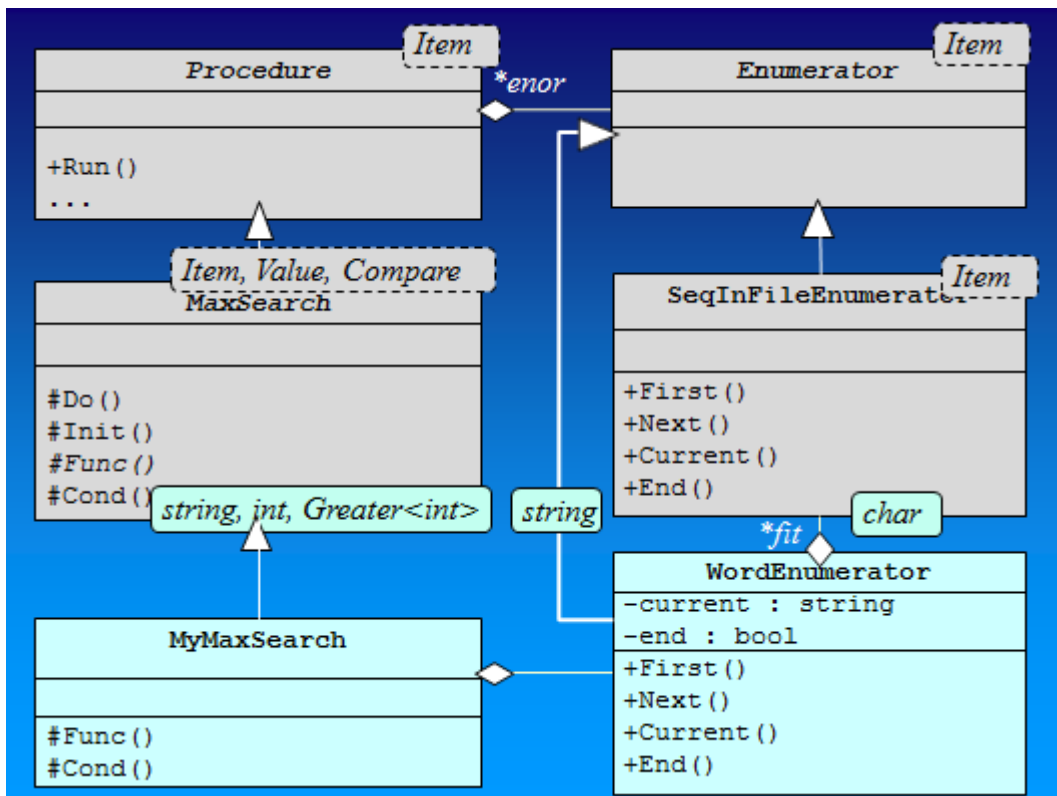 Item
Procedure
*enor
+Run()
...
Item
Enumerator
Item, Value, Compare
MaxSearch
#Do()
#Init()
#Func()
#Cond()
string, int, Greater<int>
string
Item
SeqInFileEnumerator
+First()
+Next()
+Current()
+End()
char
*fit
MyMaxSearch
#Func()
#Cond()
WordEnumerator
-current : string
-end : bool
+First()
+Next()
+Current()
+End()